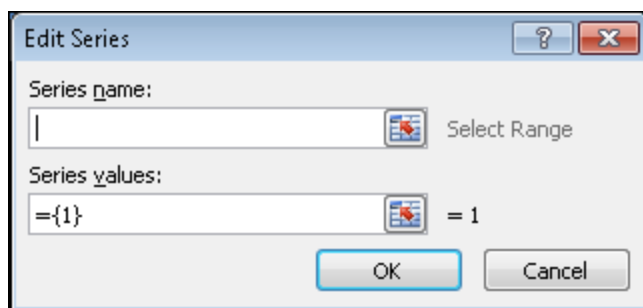 Edit Series
?
Series name:
Select Range
Series values:
={1}
= 1
OK
Cancel